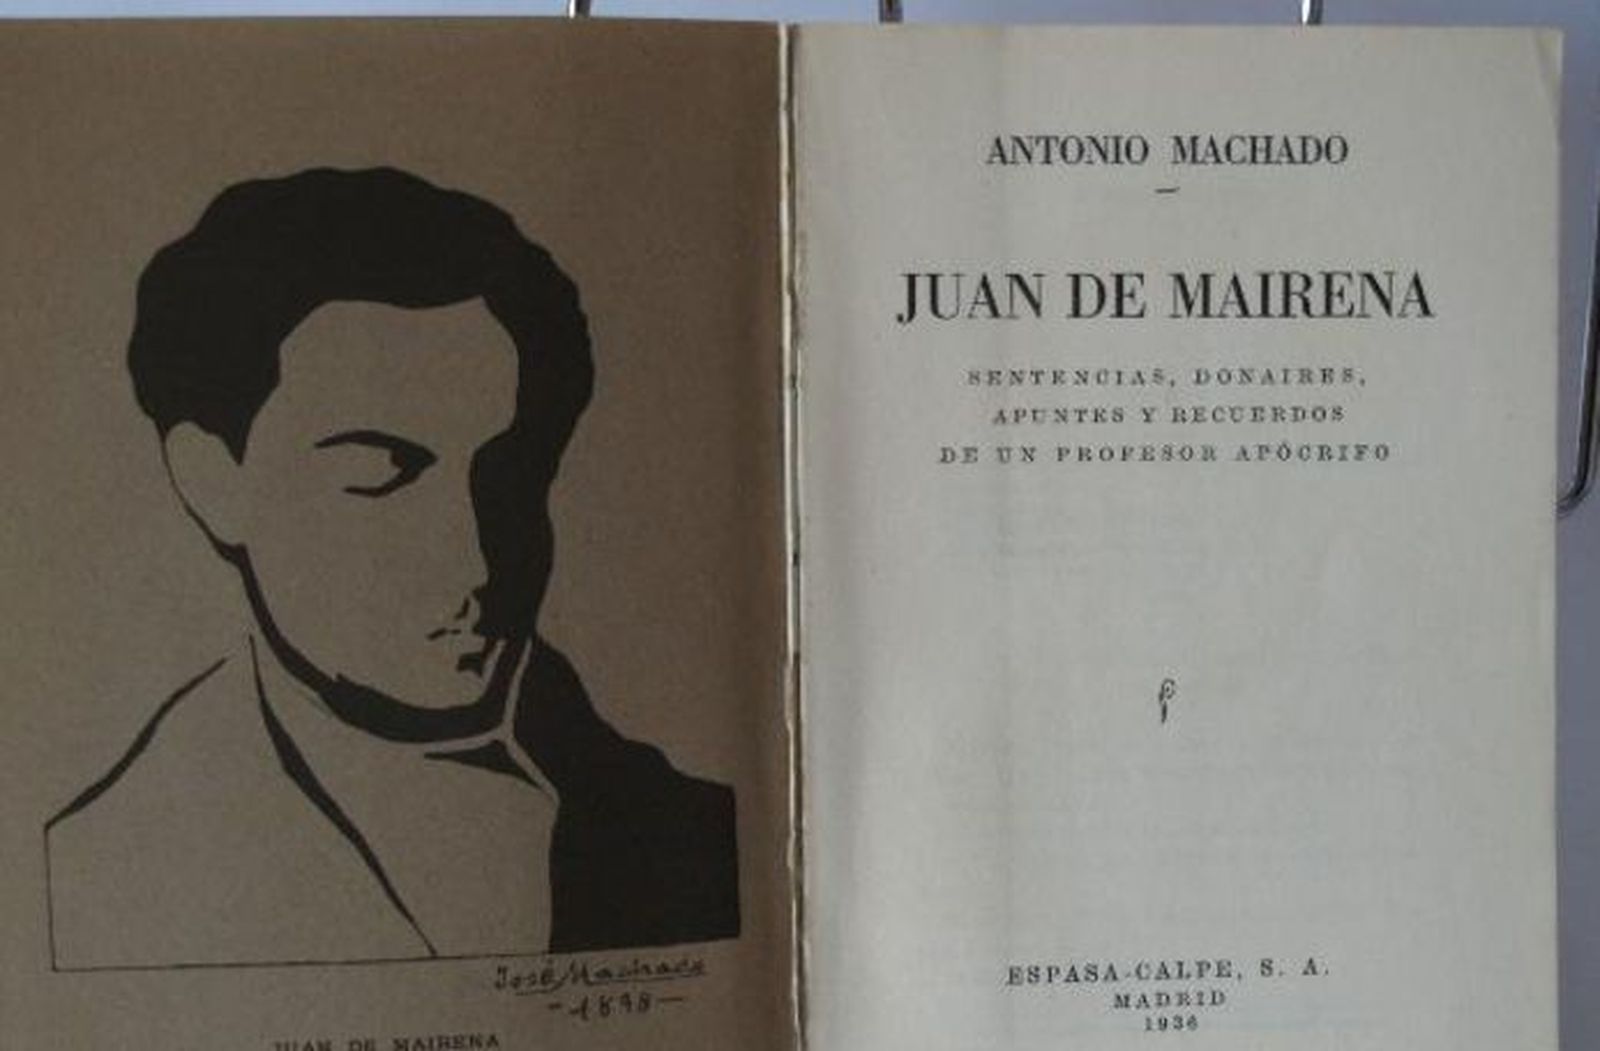 José Machado
-1898-
JUAN DE MAIRENA
ANTONIO MACHADO
JUAN DE MAIRENA
SENTENCIAS, DONAIRES,
APUNTES Y RECUERDOS
DE UN PROFESOR APÓCRIFO
ESPASA-CALPE, S. A.
MADRID
1936